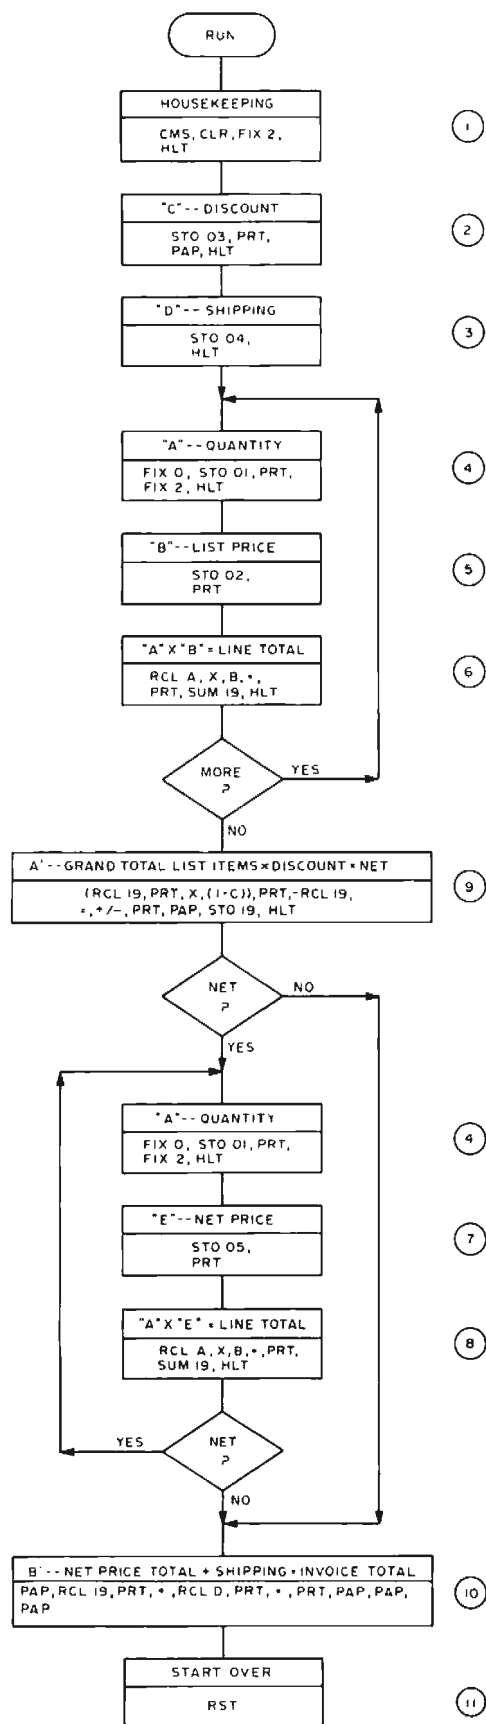 RUN
HOUSEKEEPING
CMS, CLR, FIX 2,
HLT
1
"C"--DISCOUNT
STO 03, PRT,
PAP, HLT
2
"D"--SHIPPING
STO 04,
HLT
3
"A"--QUANTITY
FIX 0, STO 01, PRT,
FIX 2, HLT
4
"B"--LIST PRICE
STO 02,
PRT
5
"A" X "B" = LINE TOTAL
RCL A, X, B, =,
PRT, SUM 19, HLT
6
MORE
?
YES
NO
A'--GRAND TOTAL LIST ITEMS × DISCOUNT = NET
(RCL 19, PRT, X, (1-C)), PRT, -RCL 19,
=, +/-, PRT, PAP, STO 19, HLT
9
NET
?
NO
YES
"A"--QUANTITY
FIX 0, STO 01, PRT,
FIX 2, HLT
4
"E"--NET PRICE
STO 05,
PRT
7
"A" X "E" = LINE TOTAL
RCL A, X, B, =, PRT,
SUM 19, HLT
8
YES
NET
?
NO
B'--NET PRICE TOTAL + SHIPPING = INVOICE TOTAL
PAP, RCL 19, PRT, +, RCL D, PRT, =, PRT, PAP, PAP,
PAP
10
START OVER
RST
11